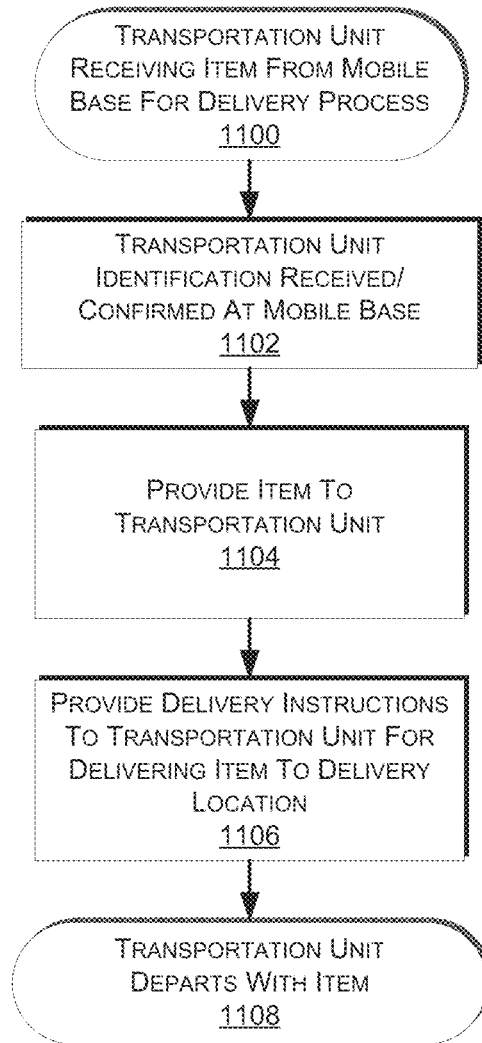 TRANSPORTATION UNIT
RECEIVING ITEM FROM MOBILE
BASE FOR DELIVERY PROCESS
1100
TRANSPORTATION UNIT
IDENTIFICATION RECEIVED/
CONFIRMED AT MOBILE BASE
1102
PROVIDE ITEM TO
TRANSPORTATION UNIT
1104
PROVIDE DELIVERY INSTRUCTIONS
TO TRANSPORTATION UNIT FOR
DELIVERING ITEM TO DELIVERY
LOCATION
1106
TRANSPORTATION UNIT
DEPARTS WITH ITEM
1108